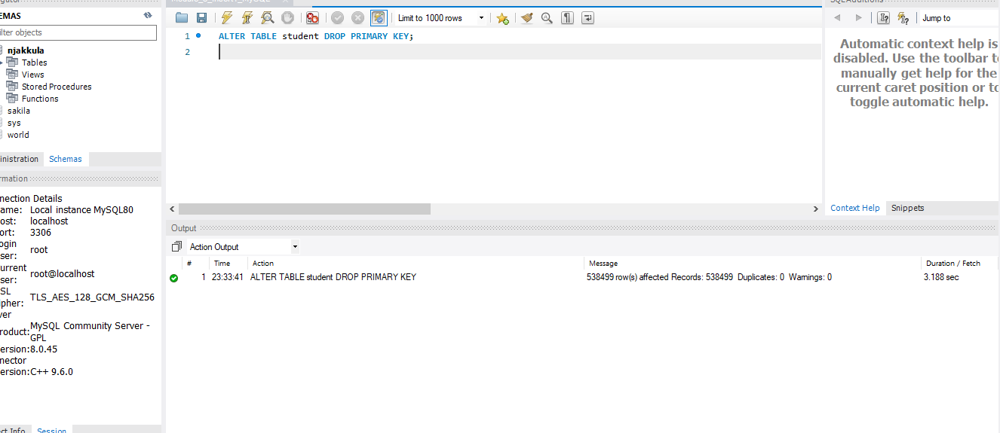 EMAS
ilter objects
njakkula
Tables
Views
Stored Procedures
Functions
sakila
sys
world
inistration Schemas
rmation
nection Details
ame: Local instance MySQL80
ost: localhost
ort: 3306
ogin
ser: root
urrent
ser: root@localhost
SL
ipher: TLS_AES_128_GCM_SHA256
ver
roduct: MySQL Community Server -
GPL
ersion: 8.0.45
nector
ersion: C++ 9.6.0
ect Info Session
Limit to 1000 rows
1 ALTER TABLE student DROP PRIMARY KEY;
2
Jump to
Automatic context help is
disabled. Use the toolbar t
manually get help for the
current caret position or to
toggle automatic help.
Context Help Snippets
Output
Action Output
# Time Action Message Duration / Fetch
1 23:33:41 ALTER TABLE student DROP PRIMARY KEY 538499 row(s) affected Records: 538499 Duplicates: 0 Warnings: 0 3.188 sec